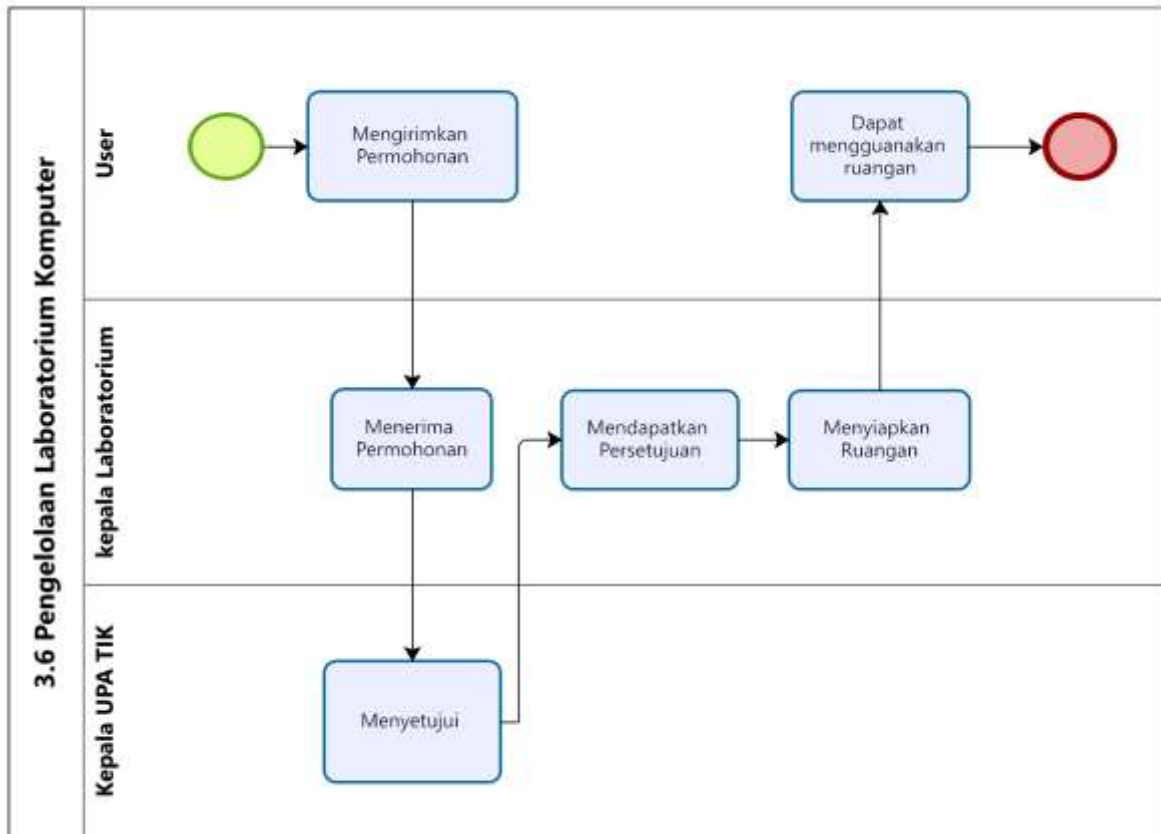 3.6 Pengelolaan Laboratorium Komputer
User
Mengirimkan
Permohonan
Dapat
mengguanakan
ruangan
kepala Laboratorium
Menerima
Permohonan
Mendapatkan
Persetujuan
Menyiapkan
Ruangan
Kepala UPA TIK
Menyetujui